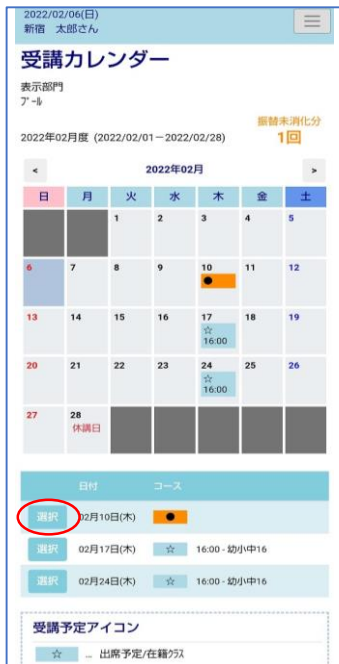 2022/02/06(日)
新宿 太郎さん
受講カレンダー
表示部門
プール
振替未消化分
2022年02月度 (2022/02/01－2022/02/28)
1回
< 2022年02月 >
日 月 火 水 木 金 土
1 2 3 4 5
6 7 8 9 10 11 12
●
13 14 15 16 17 18 19
☆
16:00
20 21 22 23 24 25 26
☆
16:00
27 28
休講日
日付 コース
選択 02月10日(木) ●
選択 02月17日(木) ☆ 16:00 - 幼小中16
選択 02月24日(木) ☆ 16:00 - 幼小中16
受講予定アイコン
☆ … 出席予定/在籍クラス